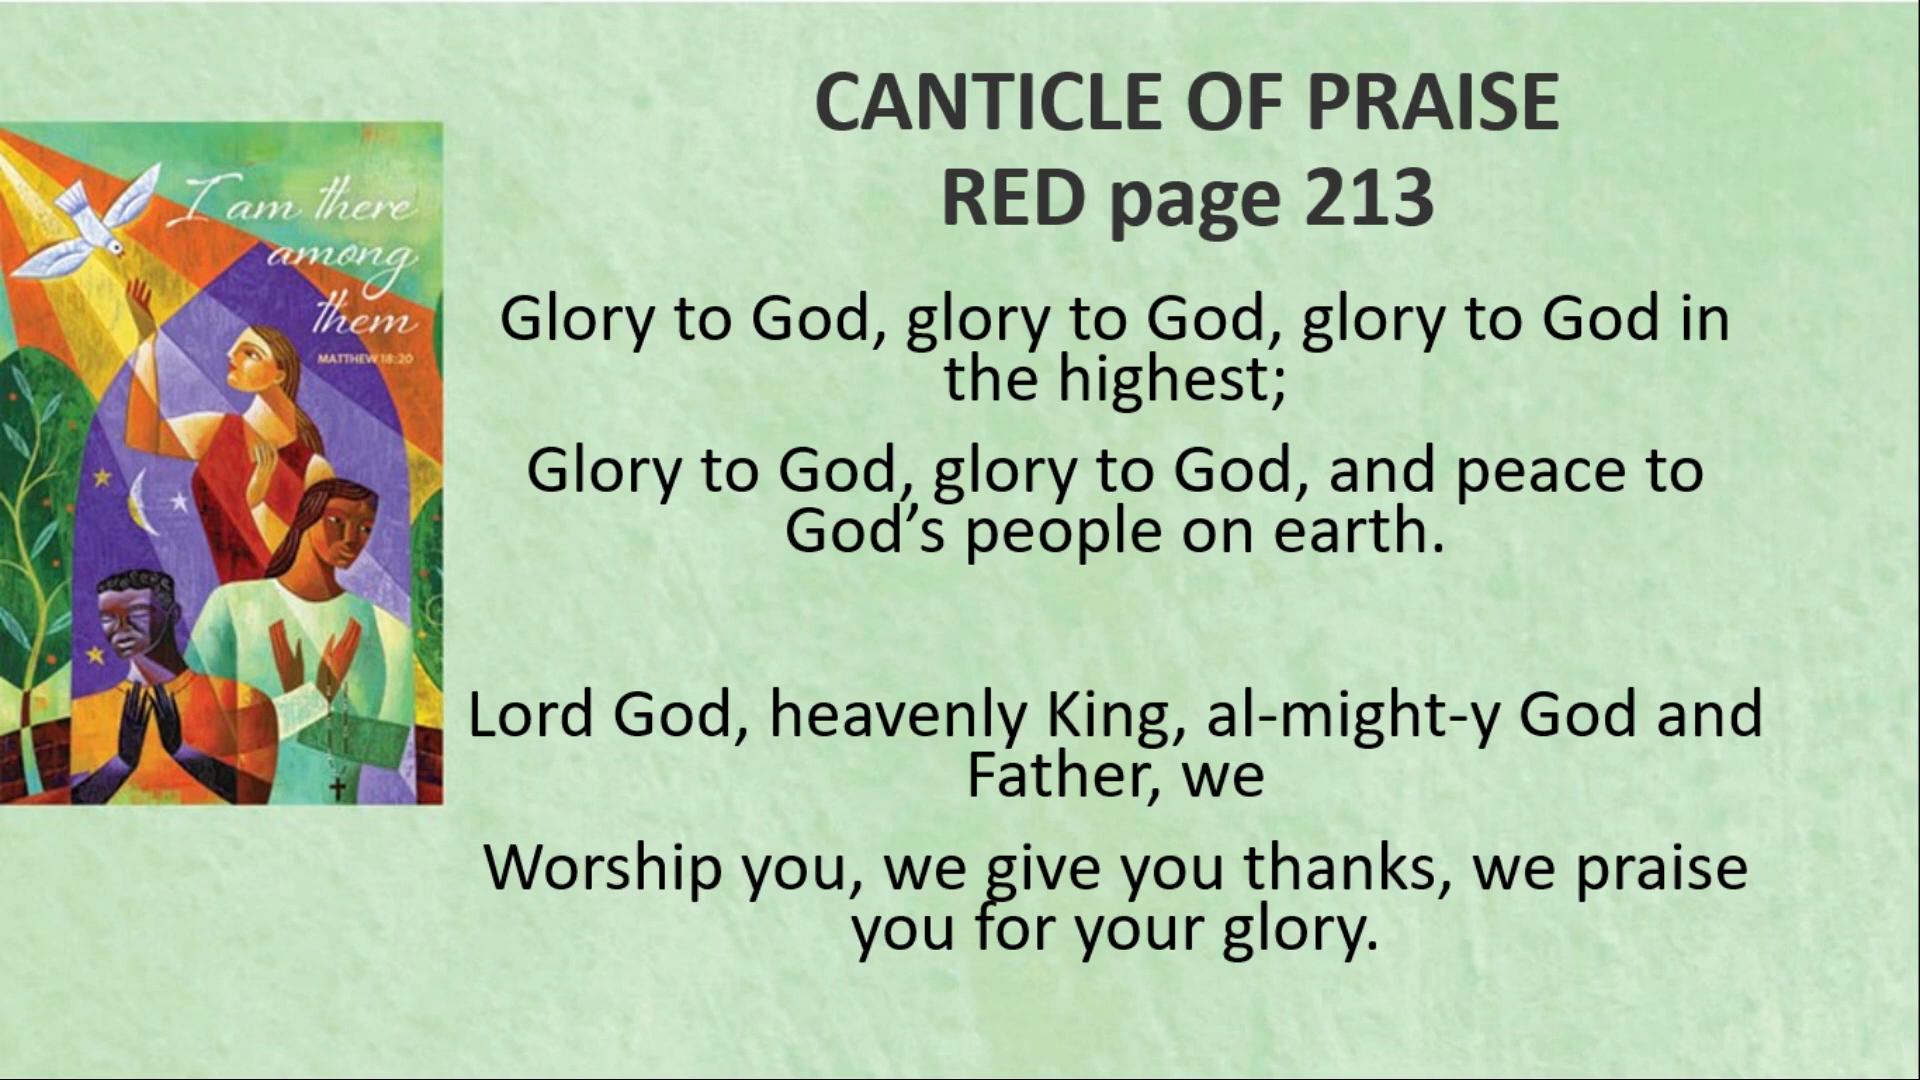 CANTICLE OF PRAISE
RED page 213
I am there
among
them
MATTHEW 18:20
Glory to God, glory to God, glory to God in
the highest;
Glory to God, glory to God, and peace to
God’s people on earth.
Lord God, heavenly King, al-might-y God and
Father, we
Worship you, we give you thanks, we praise
you for your glory.